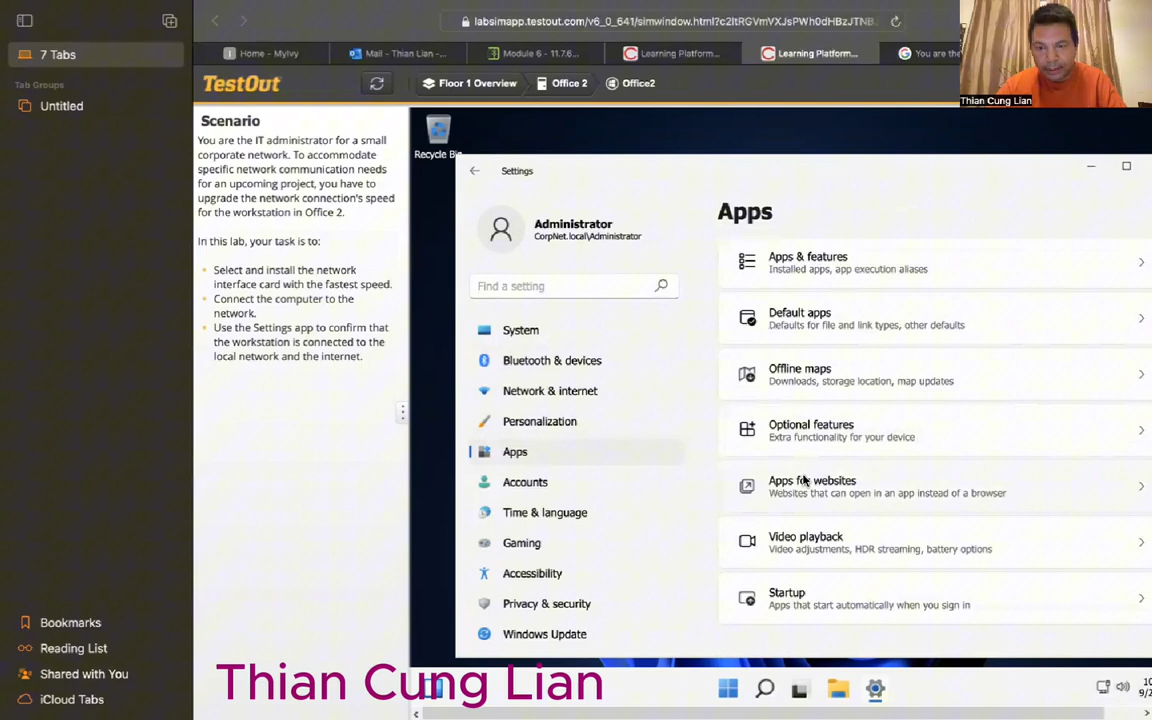 labsimapp.testout.com/v6_0_641/simwindow.html?c2ltRGVmVXJsPWh0dHBzJTNB...
7 Tabs
Home - MyIvy
Mail - Thian Lian -...
Module 6 - 11.7.6...
Learning Platform...
Learning Platform...
You are the
Tab Groups
Untitled
TestOut
Floor 1 Overview
Office 2
Office2
Thian Cung Lian
Scenario
You are the IT administrator for a small
corporate network. To accommodate
specific network communication needs
for an upcoming project, you have to
upgrade the network connection's speed
for the workstation in Office 2.
In this lab, your task is to:
• Select and install the network
interface card with the fastest speed.
• Connect the computer to the
network.
• Use the Settings app to confirm that
the workstation is connected to the
local network and the internet.
Recycle Bin
Settings
Administrator
CorpNet.local\Administrator
Find a setting
System
Bluetooth & devices
Network & internet
Personalization
Apps
Accounts
Time & language
Gaming
Accessibility
Privacy & security
Windows Update
Apps
Apps & features
Installed apps, app execution aliases
Default apps
Defaults for file and link types, other defaults
Offline maps
Downloads, storage location, map updates
Optional features
Extra functionality for your device
Apps for websites
Websites that can open in an app instead of a browser
Video playback
Video adjustments, HDR streaming, battery options
Startup
Apps that start automatically when you sign in
Bookmarks
Reading List
Shared with You
iCloud Tabs
Thian Cung Lian
10
9/2